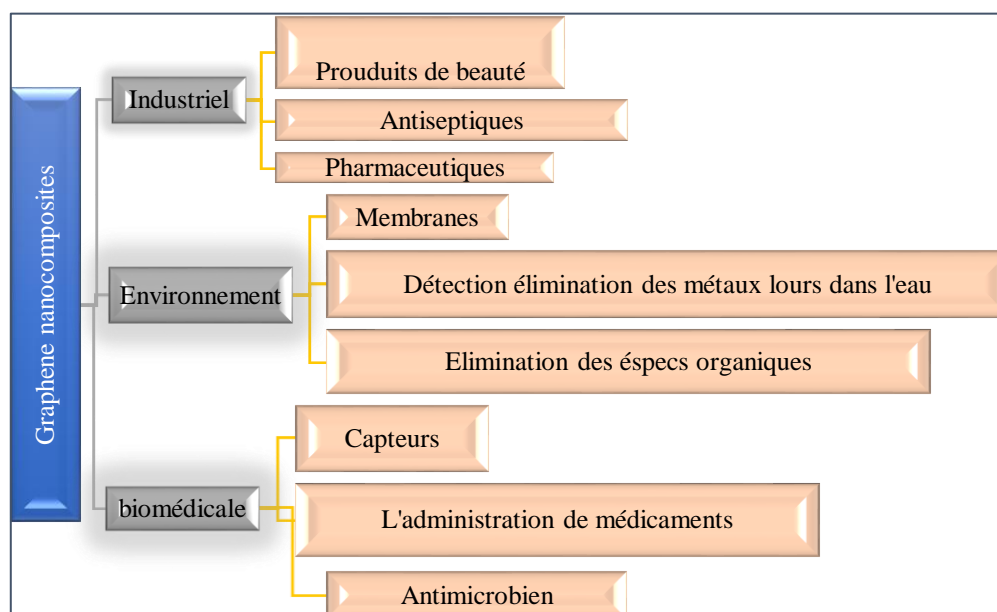 Graphene nanocomposites
Industriel
Prouduits de beauté
Antiseptiques
Pharmaceutiques
Environnement
Membranes
Détection élimination des métaux lours dans l'eau
Elimination des éspecs organiques
biomédicale
Capteurs
L'administration de médicaments
Antimicrobien